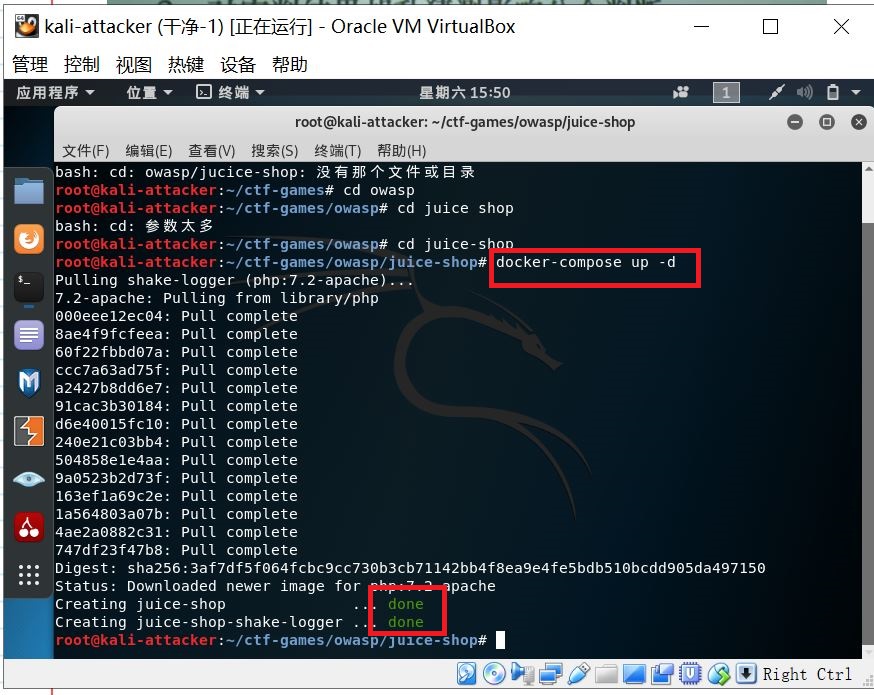 kali-attacker (干净-1) [正在运行] - Oracle VM VirtualBox
管理 控制 视图 热键 设备 帮助
应用程序 位置 终端 星期六 15:50 1
root@kali-attacker: ~/ctf-games/owasp/juice-shop
文件(F) 编辑(E) 查看(V) 搜索(S) 终端(T) 帮助(H)
bash: cd: owasp/jucice-shop: 没有那个文件或目录
root@kali-attacker:~/ctf-games# cd owasp
root@kali-attacker:~/ctf-games/owasp# cd juice shop
bash: cd: 参数太多
root@kali-attacker:~/ctf-games/owasp# cd juice-shop
root@kali-attacker:~/ctf-games/owasp/juice-shop# docker-compose up -d
Pulling shake-logger (php:7.2-apache)...
7.2-apache: Pulling from library/php
000eee12ec04: Pull complete
8ae4f9fcfeea: Pull complete
60f22fbbd07a: Pull complete
ccc7a63ad75f: Pull complete
a2427b8dd6e7: Pull complete
91cac3b30184: Pull complete
d6e40015fc10: Pull complete
240e21c03bb4: Pull complete
504858e1e4aa: Pull complete
9a0523b2d73f: Pull complete
163ef1a69c2e: Pull complete
1a564803a07b: Pull complete
4ae2a0882c31: Pull complete
747df23f47b8: Pull complete
Digest: sha256:3af7df5f064fcbc9cc730b3cb71142bb4f8ea9e4fe5bdb510bcdd905da497150
Status: Downloaded newer image for php:7.2-apache
Creating juice-shop ... done
Creating juice-shop-shake-logger ... done
root@kali-attacker:~/ctf-games/owasp/juice-shop#
Right Ctrl